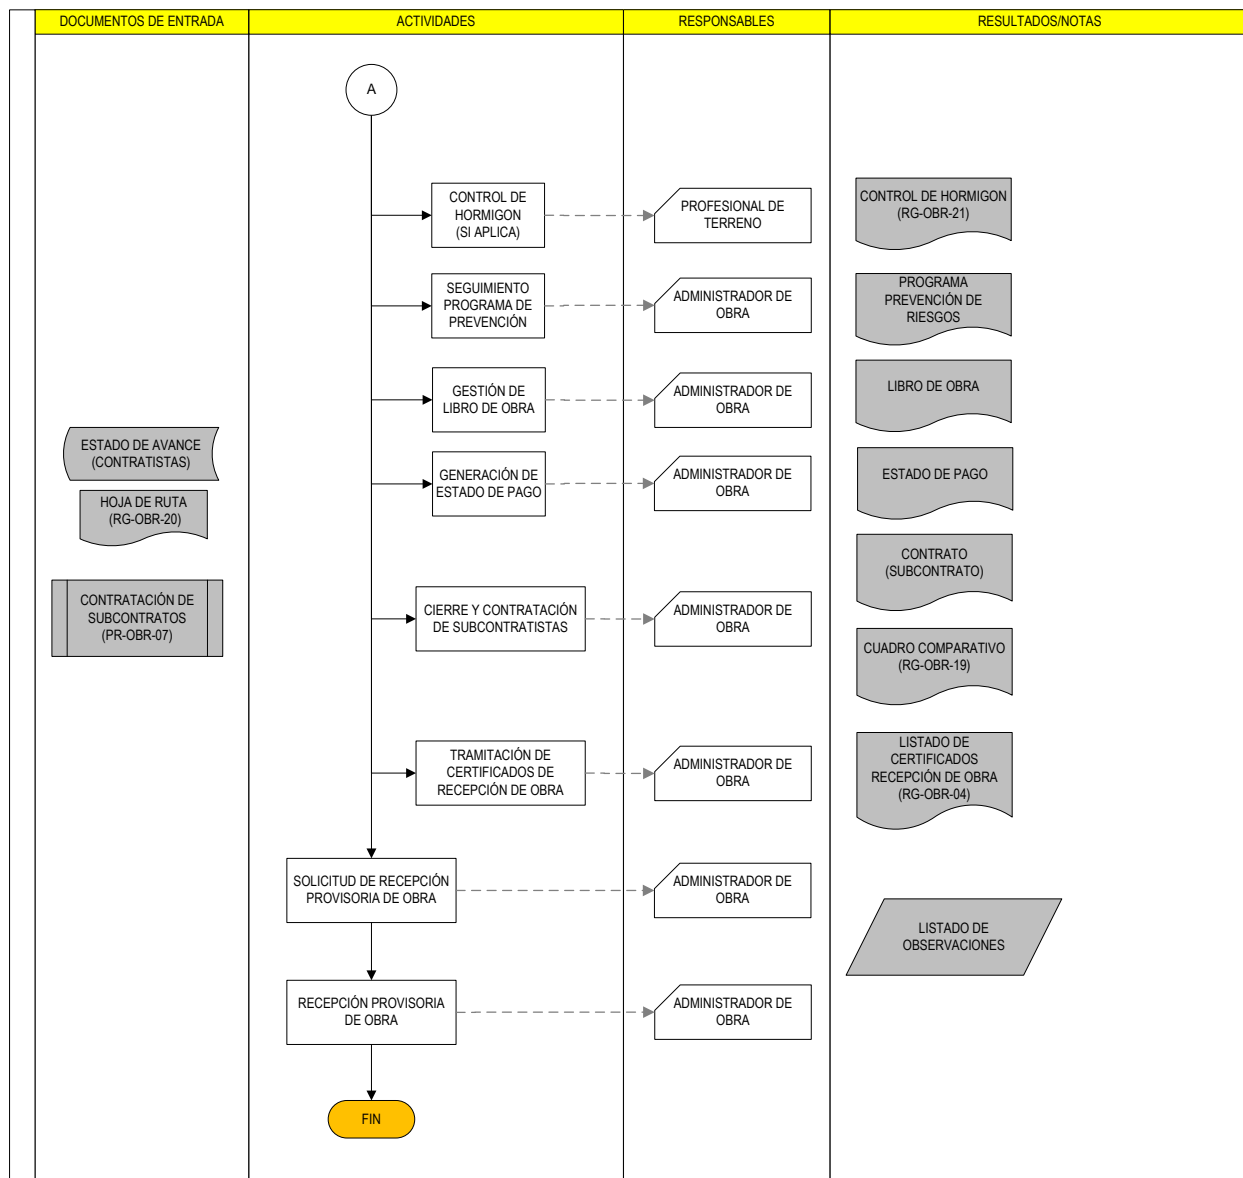 DOCUMENTOS DE ENTRADA
ACTIVIDADES
RESPONSABLES
RESULTADOS/NOTAS
A
CONTROL DE
HORMIGON
(SI APLICA)
PROFESIONAL DE
TERRENO
CONTROL DE HORMIGON
(RG-OBR-21)
SEGUIMIENTO
PROGRAMA DE
PREVENCIÓN
ADMINISTRADOR DE
OBRA
PROGRAMA
PREVENCIÓN DE
RIESGOS
GESTIÓN DE
LIBRO DE OBRA
ADMINISTRADOR DE
OBRA
LIBRO DE OBRA
ESTADO DE AVANCE
(CONTRATISTAS)
HOJA DE RUTA
(RG-OBR-20)
GENERACIÓN DE
ESTADO DE PAGO
ADMINISTRADOR DE
OBRA
ESTADO DE PAGO
CONTRATO
(SUBCONTRATO)
CONTRATACIÓN DE
SUBCONTRATOS
(PR-OBR-07)
CIERRE Y CONTRATACIÓN
DE SUBCONTRATISTAS
ADMINISTRADOR DE
OBRA
CUADRO COMPARATIVO
(RG-OBR-19)
TRAMITACIÓN DE
CERTIFICADOS DE
RECEPCIÓN DE OBRA
ADMINISTRADOR DE
OBRA
LISTADO DE
CERTIFICADOS
RECEPCIÓN DE OBRA
(RG-OBR-04)
SOLICITUD DE RECEPCIÓN
PROVISORIA DE OBRA
ADMINISTRADOR DE
OBRA
LISTADO DE
OBSERVACIONES
RECEPCIÓN PROVISORIA
DE OBRA
ADMINISTRADOR DE
OBRA
FIN